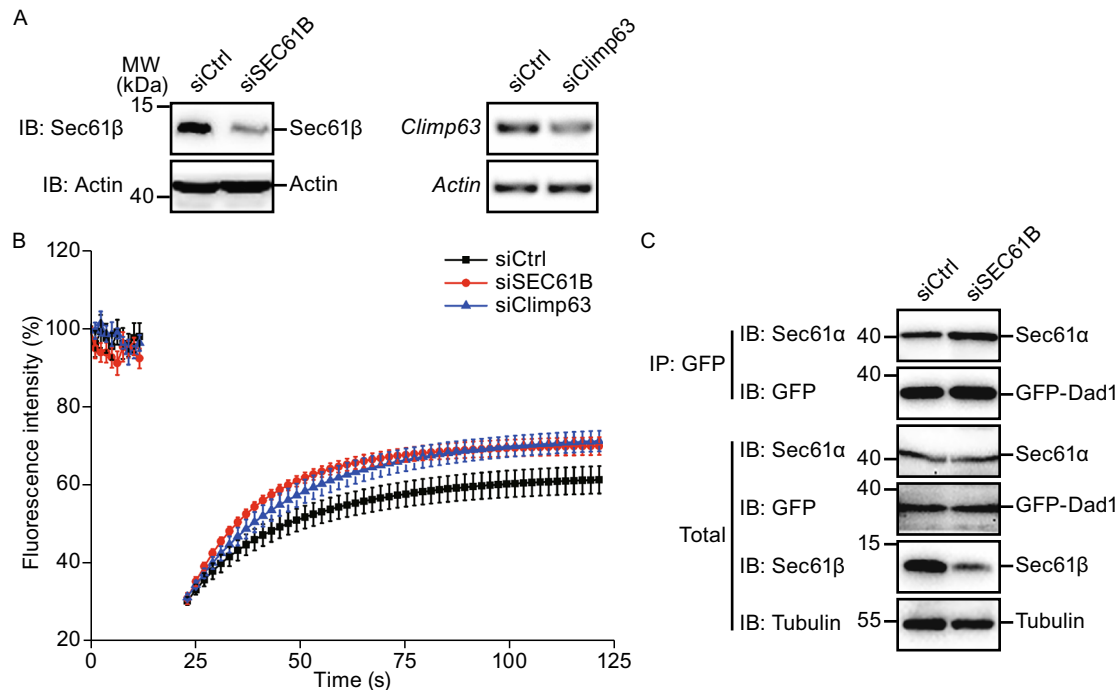 A
MW
(kDa)
siCtrl
siSEC61B
15
IB: Sec61β
Sec61β
IB: Actin
Actin
40
siCtrl
siClimp63
Climp63
Actin
B
120
100
80
60
40
20
Fluorescence intensity (%)
siCtrl
siSEC61B
siClimp63
0
25
50
75
100
125
Time (s)
C
siCtrl
siSEC61B
IP: GFP
IB: Sec61α
40
Sec61α
40
IB: GFP
GFP-Dad1
Total
IB: Sec61α
40
Sec61α
40
IB: GFP
GFP-Dad1
15
IB: Sec61β
Sec61β
IB: Tubulin
55
Tubulin